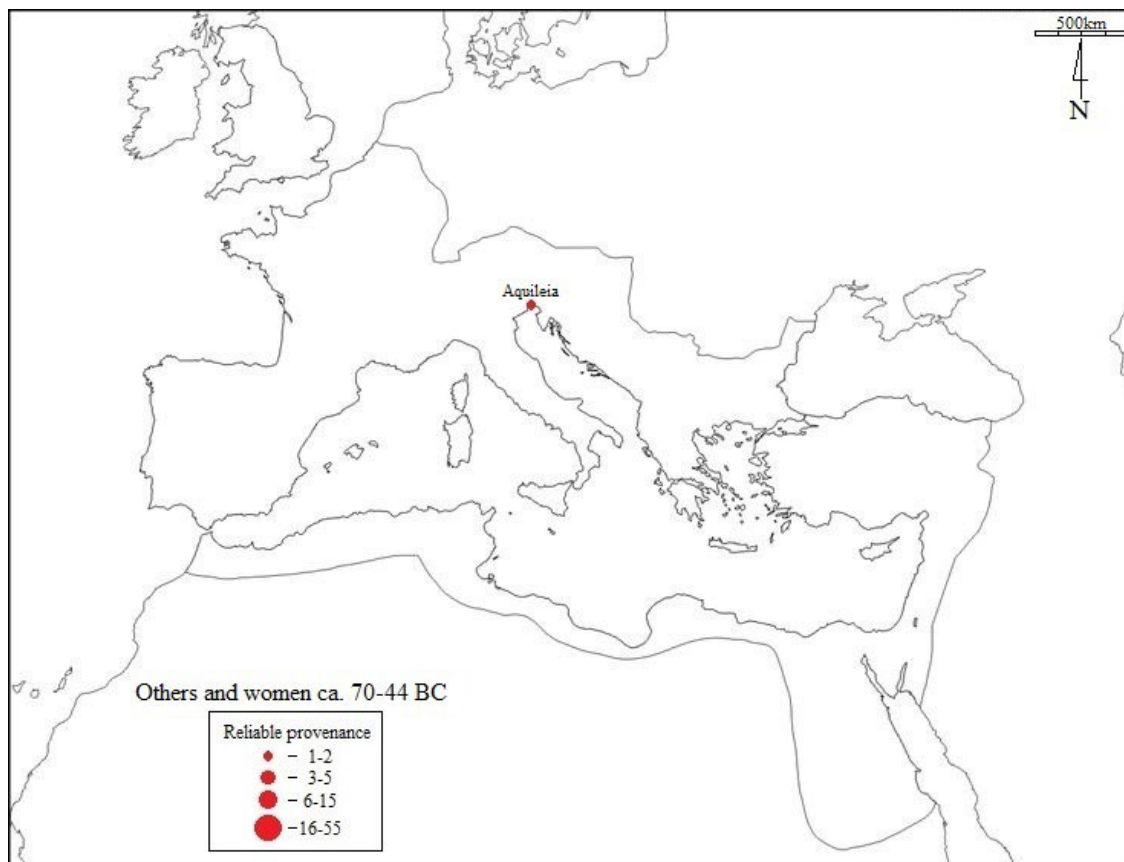 500km
N
Aquileia
Others and women ca. 70-44 BC
Reliable provenance
– 1-2
– 3-5
– 6-15
–16-55